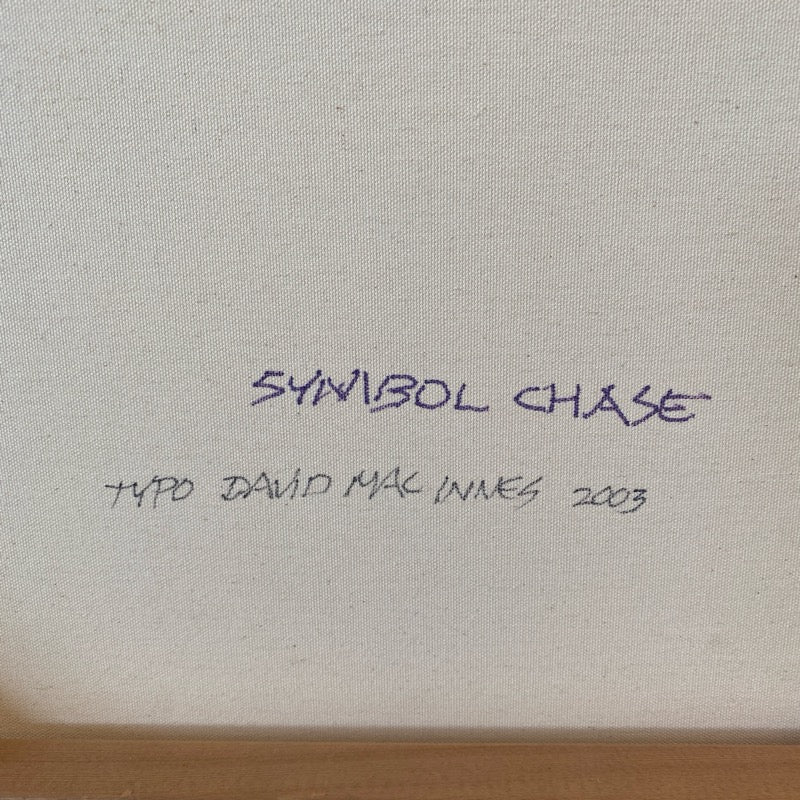 SYMBOL CHASE
TYPO DAVID MAC INNES 2003